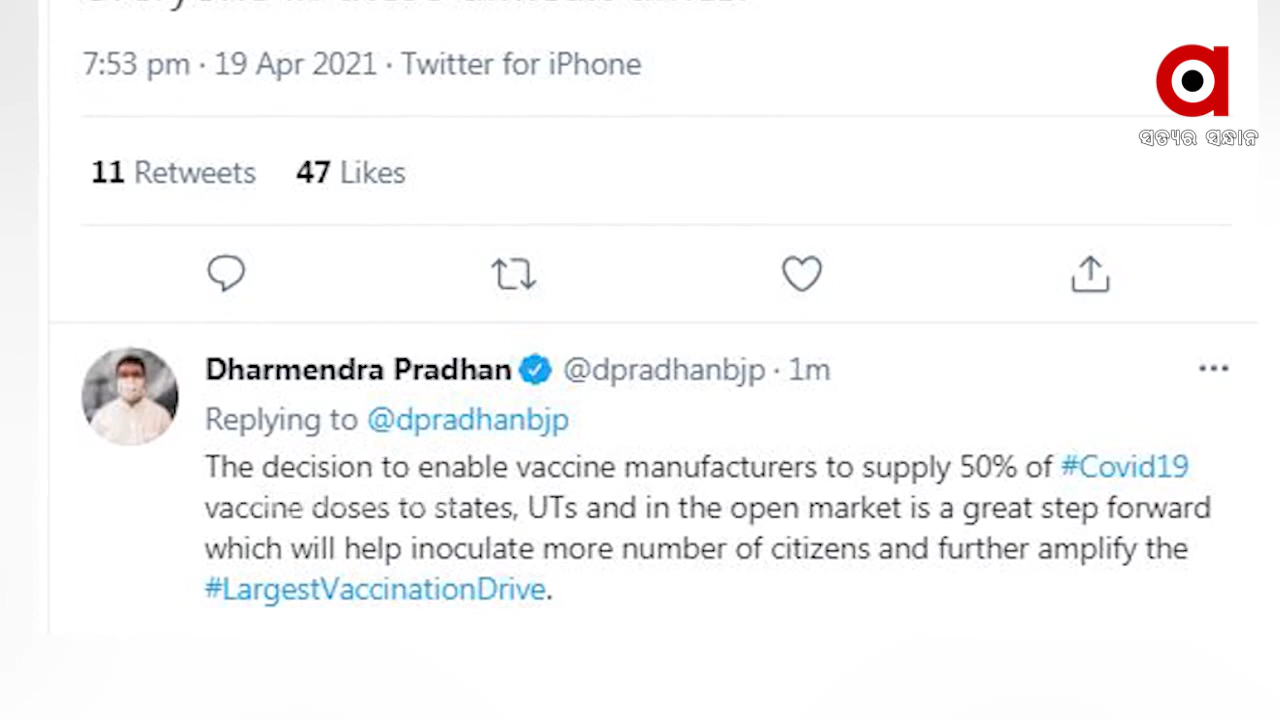 7:53 pm · 19 Apr 2021 · Twitter for iPhone
ସତ୍ୟର ସନ୍ଧାନ
11 Retweets 47 Likes
Dharmendra Pradhan @dpradhanbjp · 1m
Replying to @dpradhanbjp
The decision to enable vaccine manufacturers to supply 50% of #Covid19
vaccine doses to states, UTs and in the open market is a great step forward
which will help inoculate more number of citizens and further amplify the
#LargestVaccinationDrive.